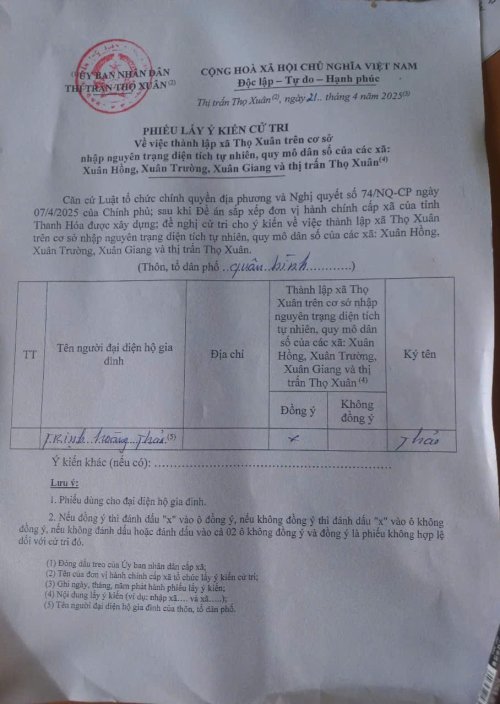 CỘNG HOÀ XÃ HỘI CHỦ NGHĨA VIỆT NAM
Độc lập – Tự do – Hạnh phúc
(1)ỦY BAN NHÂN DÂN
THỊ TRẤN THỌ XUÂN(2)
Thị trấn Thọ Xuân (2), ngày 21.. tháng 4 năm 2025(3)
PHIẾU LẤY Ý KIẾN CỬ TRI
Về việc thành lập xã Thọ Xuân trên cơ sở
nhập nguyên trạng diện tích tự nhiên, quy mô dân số của các xã:
Xuân Hồng, Xuân Trường, Xuân Giang và thị trấn Thọ Xuân(4)
Căn cứ Luật tổ chức chính quyền địa phương và Nghị quyết số 74/NQ-CP ngày
07/4/2025 của Chính phủ; sau khi Đề án sắp xếp đơn vị hành chính cấp xã của tỉnh
Thanh Hóa được xây dựng; đề nghị cử tri cho ý kiến về việc thành lập xã Thọ Xuân
trên cơ sở nhập nguyên trạng diện tích tự nhiên, quy mô dân số của các xã: Xuân Hồng,
Xuân Trường, Xuân Giang và thị trấn Thọ Xuân.
(Thôn, tổ dân phố ..quân..bình............)
TT
Tên người đại diện hộ gia
đình
Địa chỉ
Thành lập xã Thọ
Xuân trên cơ sở nhập
nguyên trạng diện tích
tự nhiên, quy mô dân
số của các xã: Xuân
Hồng, Xuân Trường,
Xuân Giang và thị
trấn Thọ Xuân (4)
Đồng ý
Không
đồng ý
Ký tên
Trịnh..Hoàng..Thảo(5) x Thảo
Ý kiến khác (nếu có): ..............................................................
Lưu ý:
1. Phiếu dùng cho đại diện hộ gia đình.
2. Nếu đồng ý thì đánh dấu "x" vào ô đồng ý, nếu không đồng ý thì đánh dấu "x" vào ô không
đồng ý, nếu không đánh dấu hoặc đánh dấu vào cả 02 ô không đồng ý và đồng ý là phiếu không hợp lệ
đối với cử tri đó.
(1) Đóng dấu treo của Ủy ban nhân dân cấp xã;
(2) Tên của đơn vị hành chính cấp xã tổ chức lấy ý kiến cử tri;
(3) Ghi ngày, tháng, năm phát hành phiếu lấy ý kiến;
(4) Nội dung lấy ý kiến (ví dụ: nhập xã.... và xã.....);
(5) Tên người đại diện hộ gia đình của thôn, tổ dân phố.